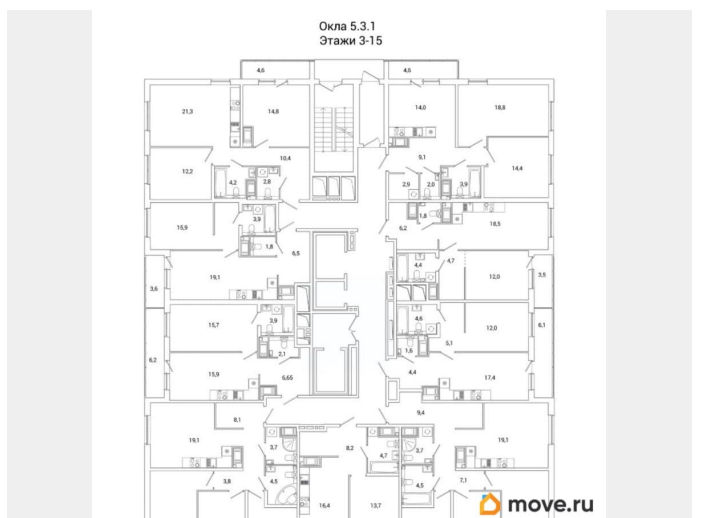 Окла 5.3.1
Этажи 3-15
4,6 4,6
21,3 14,8 14,0 18,8
12,2 10,4 9,1 14,4
4,2 2,8 2,9 2,0 3,9
16,9 3,9 1,8 6,2 18,5
1,8 6,5 4,4 4,7
19,1 12,0 3,5
3,6
15,7 3,9 4,6 12,0 6,1
2,1 1,6 5,1
6,2 15,9 6,65 4,4 17,4
8,1 9,4
19,1 3,7 8,2 4,7 3,7 19,1
3,8 4,5 4,5 7,1
16,4 13,7
move.ru